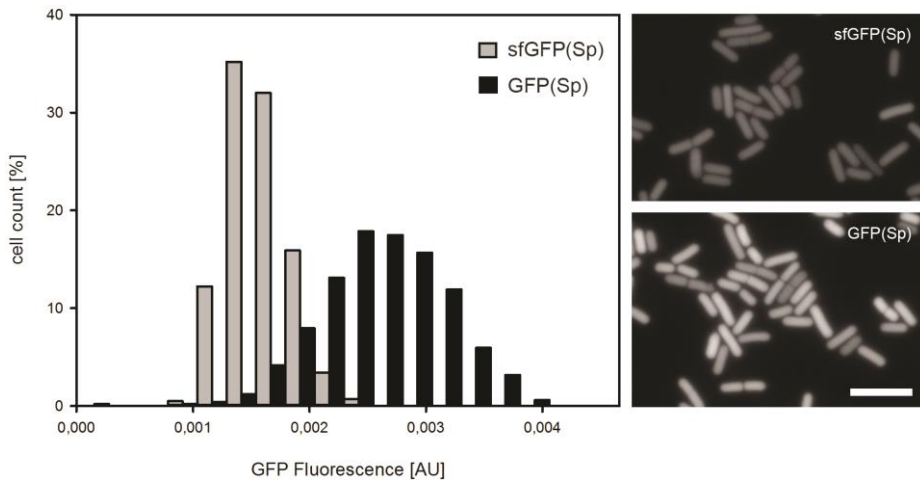 40
30
20
10
0
cell count [%]
sfGFP(Sp)
GFP(Sp)
0,000
0,001
0,002
0,003
0,004
GFP Fluorescence [AU]
sfGFP(Sp)
GFP(Sp)